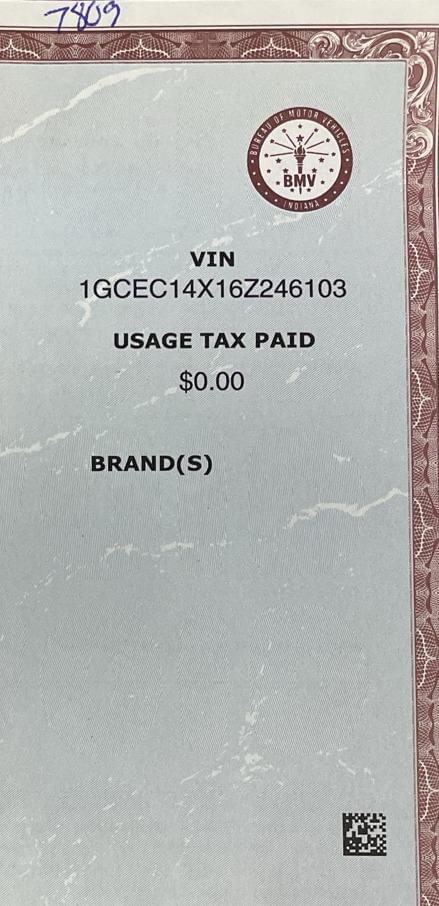 7809
BUREAU OF MOTOR VEHICLES
BMV
INDIANA
VIN
1GCEC14X16Z246103
USAGE TAX PAID
$0.00
BRAND(S)